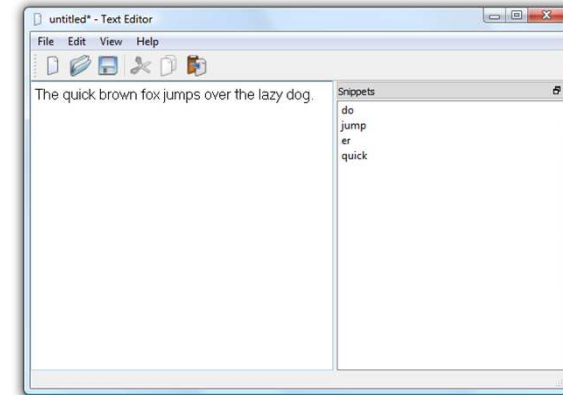 untitled* - Text Editor
File Edit View Help
The quick brown fox jumps over the lazy dog.
Snippets
do
jump
er
quick